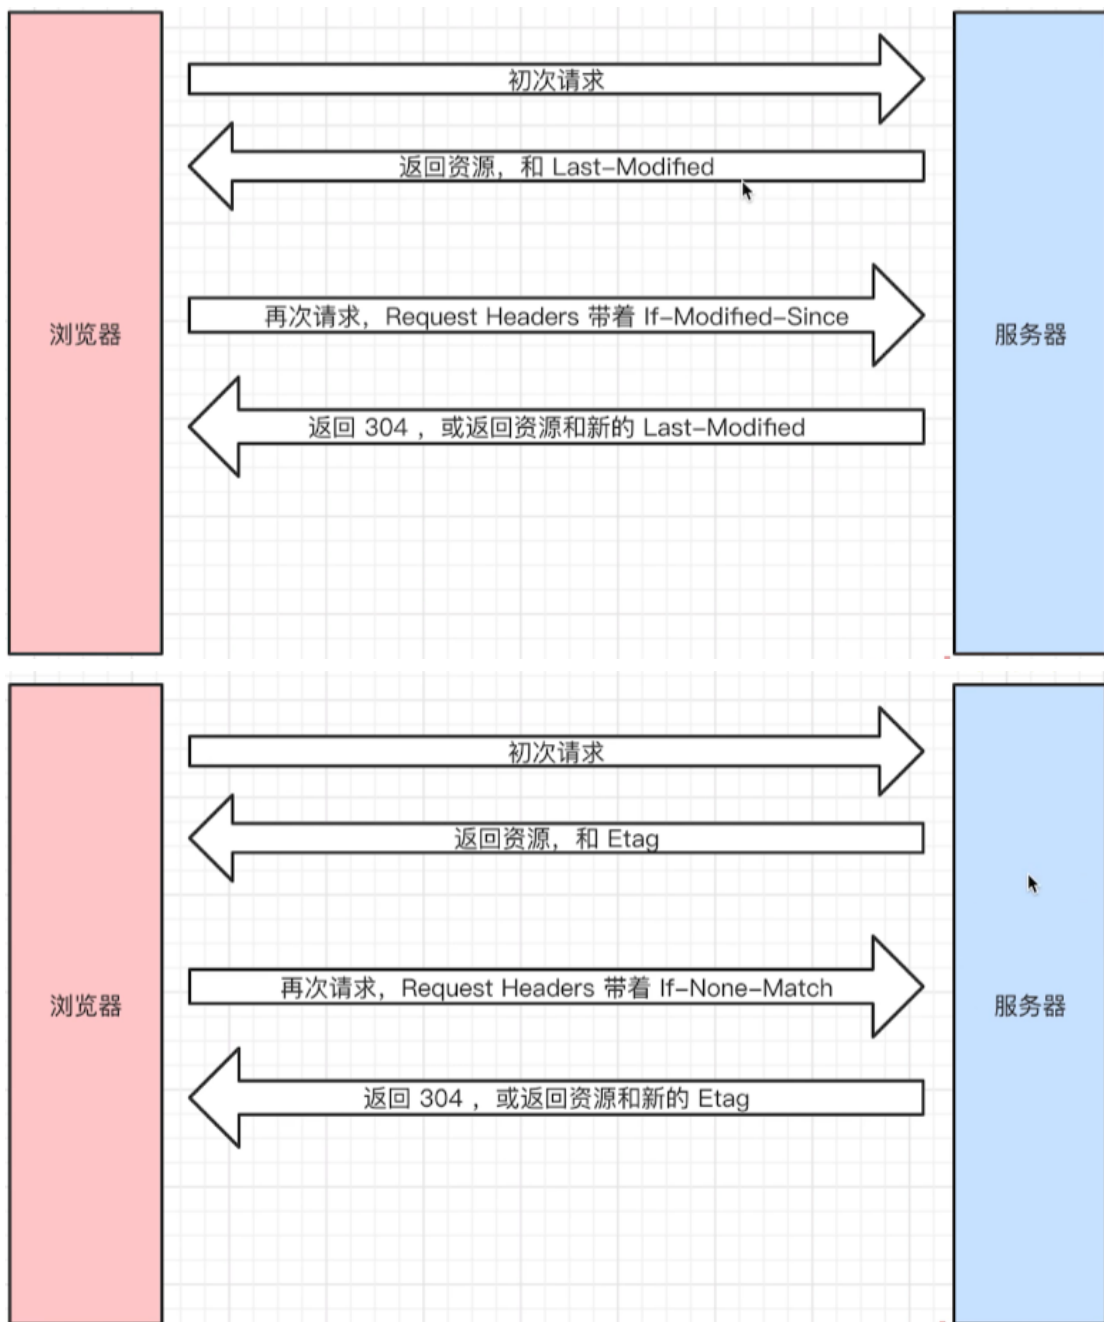 初次请求
返回资源，和 Last-Modified
再次请求，Request Headers 带着 If-Modified-Since
浏览器
服务器
返回 304 ，或返回资源和新的 Last-Modified
初次请求
返回资源，和 Etag
再次请求，Request Headers 带着 If-None-Match
浏览器
服务器
返回 304 ，或返回资源和新的 Etag